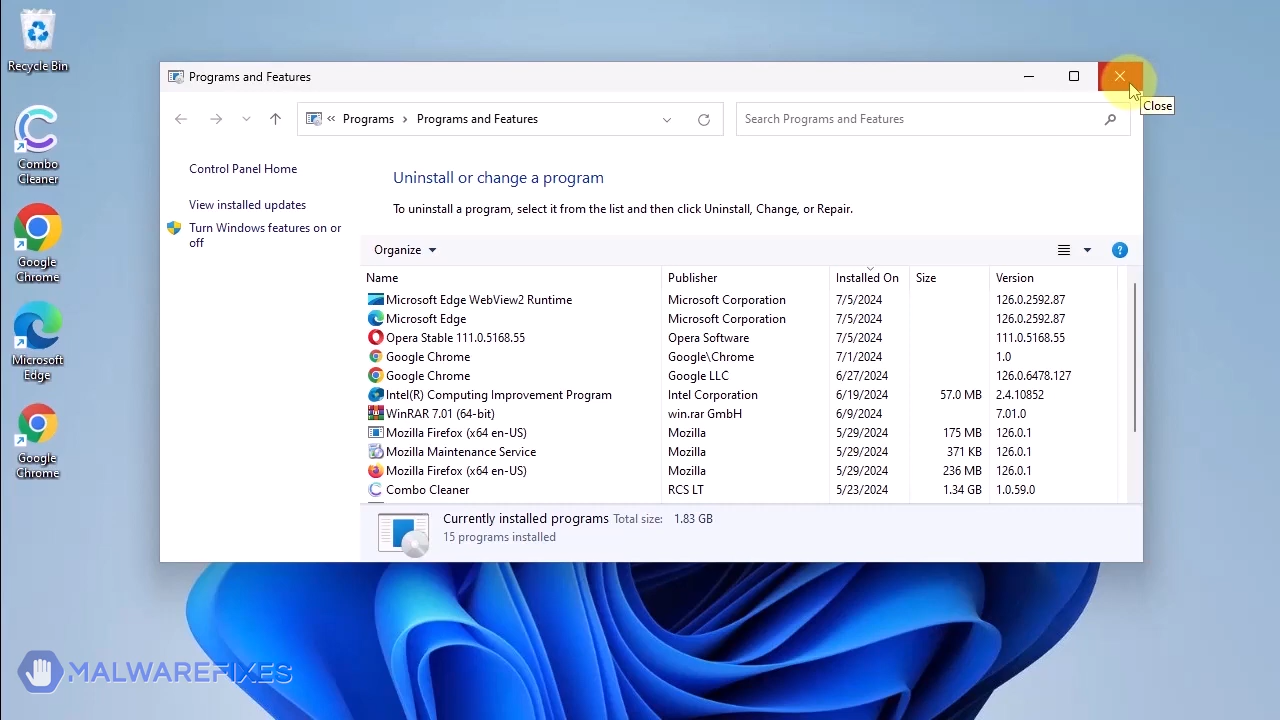 Recycle Bin
Combo
Cleaner
Google
Chrome
Microsoft
Edge
Google
Chrome
Programs and Features
Close
« Programs › Programs and Features
Search Programs and Features
Control Panel Home
View installed updates
Turn Windows features on or
off
Uninstall or change a program
To uninstall a program, select it from the list and then click Uninstall, Change, or Repair.
Organize
Name Publisher Installed On Size Version
Microsoft Edge WebView2 Runtime Microsoft Corporation 7/5/2024 126.0.2592.87
Microsoft Edge Microsoft Corporation 7/5/2024 126.0.2592.87
Opera Stable 111.0.5168.55 Opera Software 7/5/2024 111.0.5168.55
Google Chrome Google\Chrome 7/1/2024 1.0
Google Chrome Google LLC 6/27/2024 126.0.6478.127
Intel(R) Computing Improvement Program Intel Corporation 6/19/2024 57.0 MB 2.4.10852
WinRAR 7.01 (64-bit) win.rar GmbH 6/9/2024 7.01.0
Mozilla Firefox (x64 en-US) Mozilla 5/29/2024 175 MB 126.0.1
Mozilla Maintenance Service Mozilla 5/29/2024 371 KB 126.0.1
Mozilla Firefox (x64 en-US) Mozilla 5/29/2024 236 MB 126.0.1
Combo Cleaner RCS LT 5/23/2024 1.34 GB 1.0.59.0
Currently installed programs Total size: 1.83 GB
15 programs installed
MALWAREFIXES